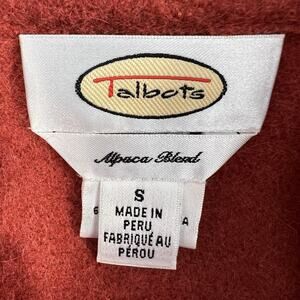 Talbots
Alpaca Blend
S
MADE IN
PERU
FABRIQUÉ AU
PÉROU